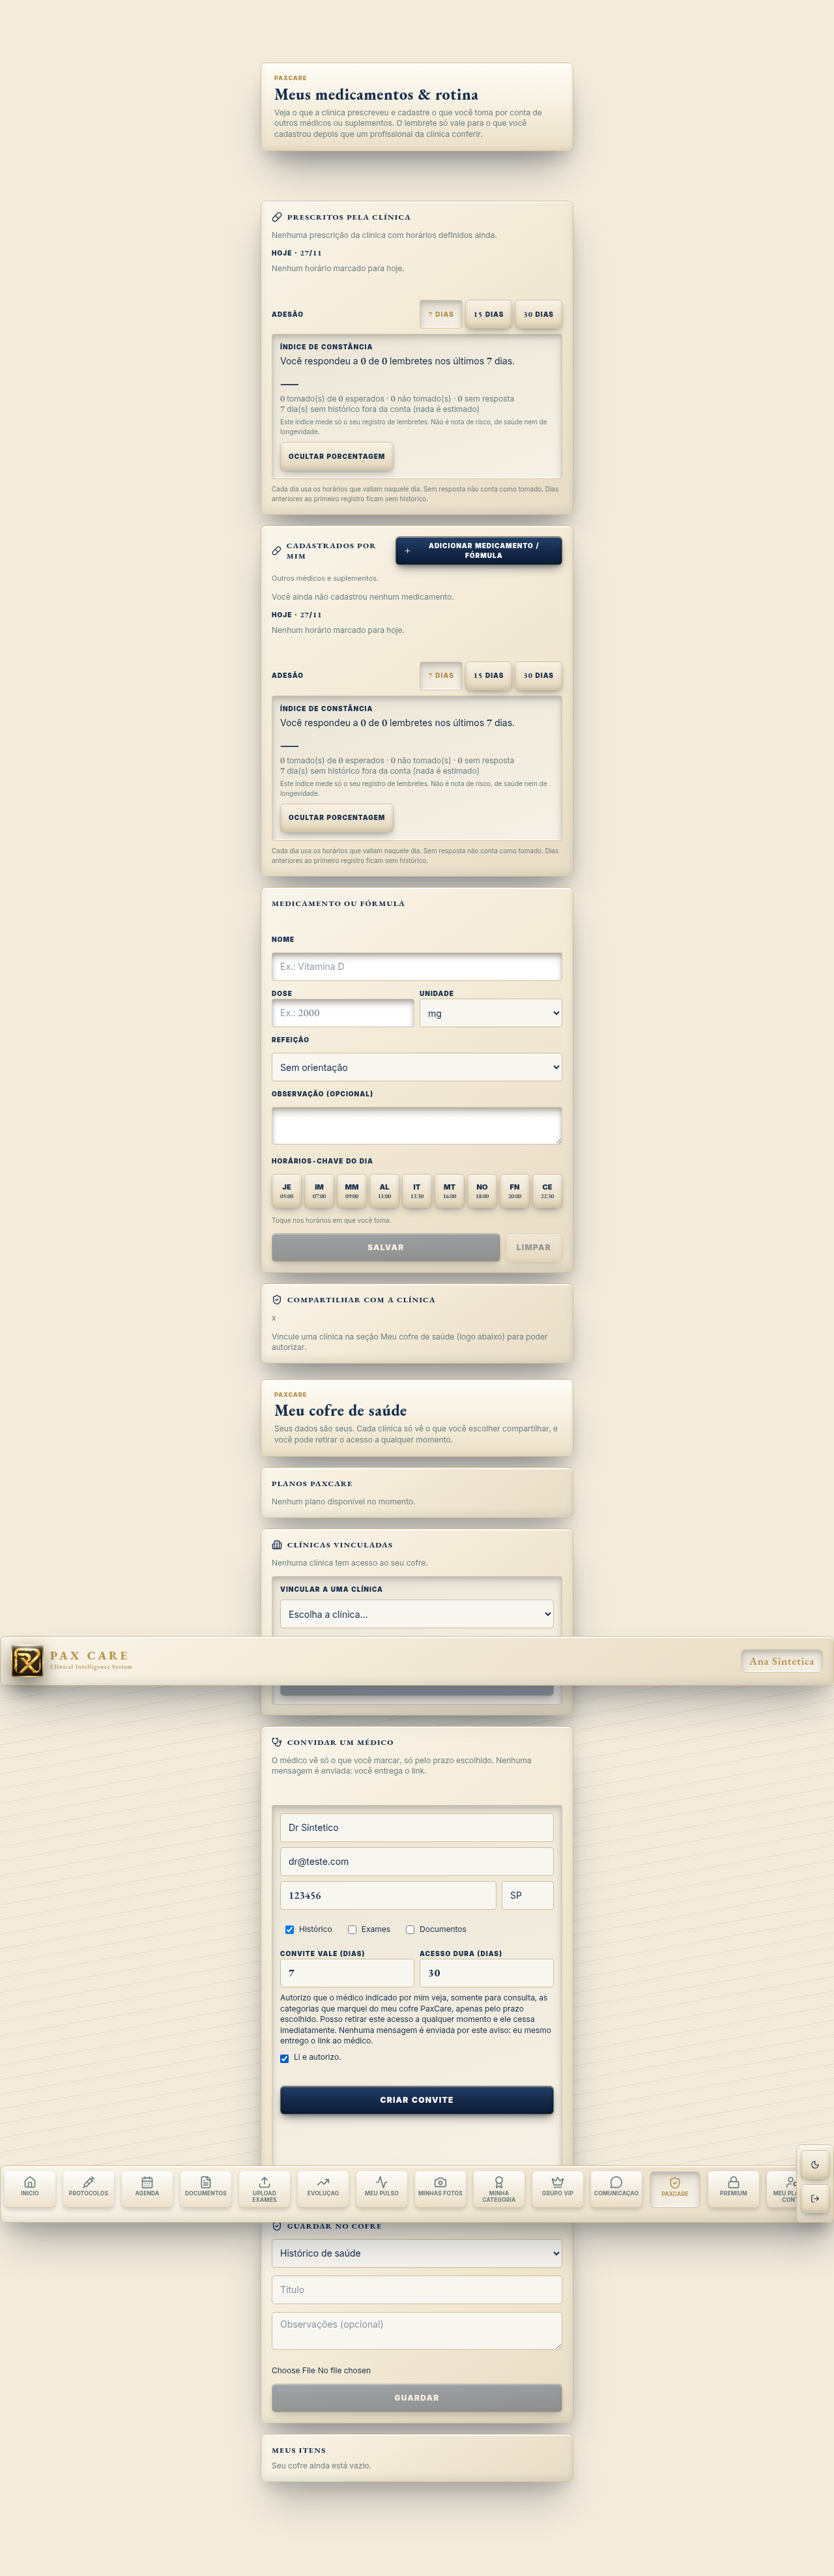 PAXCARE
Meus medicamentos & rotina
Veja o que a clínica prescreveu e cadastre o que você toma por conta de
outros médicos ou suplementos. O lembrete só vale para o que você
cadastrou depois que um profissional da clínica conferir.
PRESCRITOS PELA CLÍNICA
Nenhuma prescrição da clínica com horários definidos ainda.
HOJE · 27/11
Nenhum horário marcado para hoje.
ADESÃO
7 DIAS
15 DIAS
30 DIAS
ÍNDICE DE CONSTÂNCIA
Você respondeu a 0 de 0 lembretes nos últimos 7 dias.
—
0 tomado(s) de 0 esperados · 0 não tomado(s) · 0 sem resposta
7 dia(s) sem histórico fora da conta (nada é estimado)
Este índice mede só o seu registro de lembretes. Não é nota de risco, de saúde nem de
longevidade.
OCULTAR PORCENTAGEM
Cada dia usa os horários que valiam naquele dia. Sem resposta não conta como tomado. Dias
anteriores ao primeiro registro ficam sem histórico.
CADASTRADOS POR
MIM
+ ADICIONAR MEDICAMENTO /
FÓRMULA
Outros médicos e suplementos.
Você ainda não cadastrou nenhum medicamento.
HOJE · 27/11
Nenhum horário marcado para hoje.
ADESÃO
7 DIAS
15 DIAS
30 DIAS
ÍNDICE DE CONSTÂNCIA
Você respondeu a 0 de 0 lembretes nos últimos 7 dias.
—
0 tomado(s) de 0 esperados · 0 não tomado(s) · 0 sem resposta
7 dia(s) sem histórico fora da conta (nada é estimado)
Este índice mede só o seu registro de lembretes. Não é nota de risco, de saúde nem de
longevidade.
OCULTAR PORCENTAGEM
Cada dia usa os horários que valiam naquele dia. Sem resposta não conta como tomado. Dias
anteriores ao primeiro registro ficam sem histórico.
MEDICAMENTO OU FÓRMULA
NOME
Ex.: Vitamina D
DOSE
UNIDADE
Ex.: 2000
mg
REFEIÇÃO
Sem orientação
OBSERVAÇÃO (OPCIONAL)
HORÁRIOS-CHAVE DO DIA
JE IM MM AL IT MT NO FN CE
05:00 07:00 09:00 11:00 13:30 16:00 18:00 20:00 22:30
Toque nos horários em que você toma.
SALVAR
LIMPAR
COMPARTILHAR COM A CLÍNICA
x
Vincule uma clínica na seção Meu cofre de saúde (logo abaixo) para poder
autorizar.
PAXCARE
Meu cofre de saúde
Seus dados são seus. Cada clínica só vê o que você escolher compartilhar, e
você pode retirar o acesso a qualquer momento.
PLANOS PAXCARE
Nenhum plano disponível no momento.
CLÍNICAS VINCULADAS
Nenhuma clínica tem acesso ao seu cofre.
VINCULAR A UMA CLÍNICA
Escolha a clínica...
PAX CARE
Clinical Intelligence System
Ana Sintetica
CONVIDAR UM MÉDICO
O médico vê só o que você marcar, só pelo prazo escolhido. Nenhuma
mensagem é enviada: você entrega o link.
Dr Sintetico
dr@teste.com
123456
SP
Histórico
Exames
Documentos
CONVITE VALE (DIAS)
ACESSO DURA (DIAS)
7
30
Autorizo que o médico indicado por mim veja, somente para consulta, as
categorias que marquei do meu cofre PaxCare, apenas pelo prazo
escolhido. Posso retirar este acesso a qualquer momento e ele cessa
imediatamente. Nenhuma mensagem é enviada por este aviso: eu mesmo
entrego o link ao médico.
Li e autorizo.
CRIAR CONVITE
INICIO
PROTOCOLOS
AGENDA
DOCUMENTOS
UPLOAD
EXAMES
EVOLUÇAO
MEU PULSO
MINHAS FOTOS
MINHA
CATEGORIA
GRUPO VIP
COMUNICAÇAO
PAXCARE
PREMIUM
MEU PLA
CON
GUARDAR NO COFRE
Histórico de saúde
Título
Observações (opcional)
Choose File No file chosen
GUARDAR
MEUS ITENS
Seu cofre ainda está vazio.